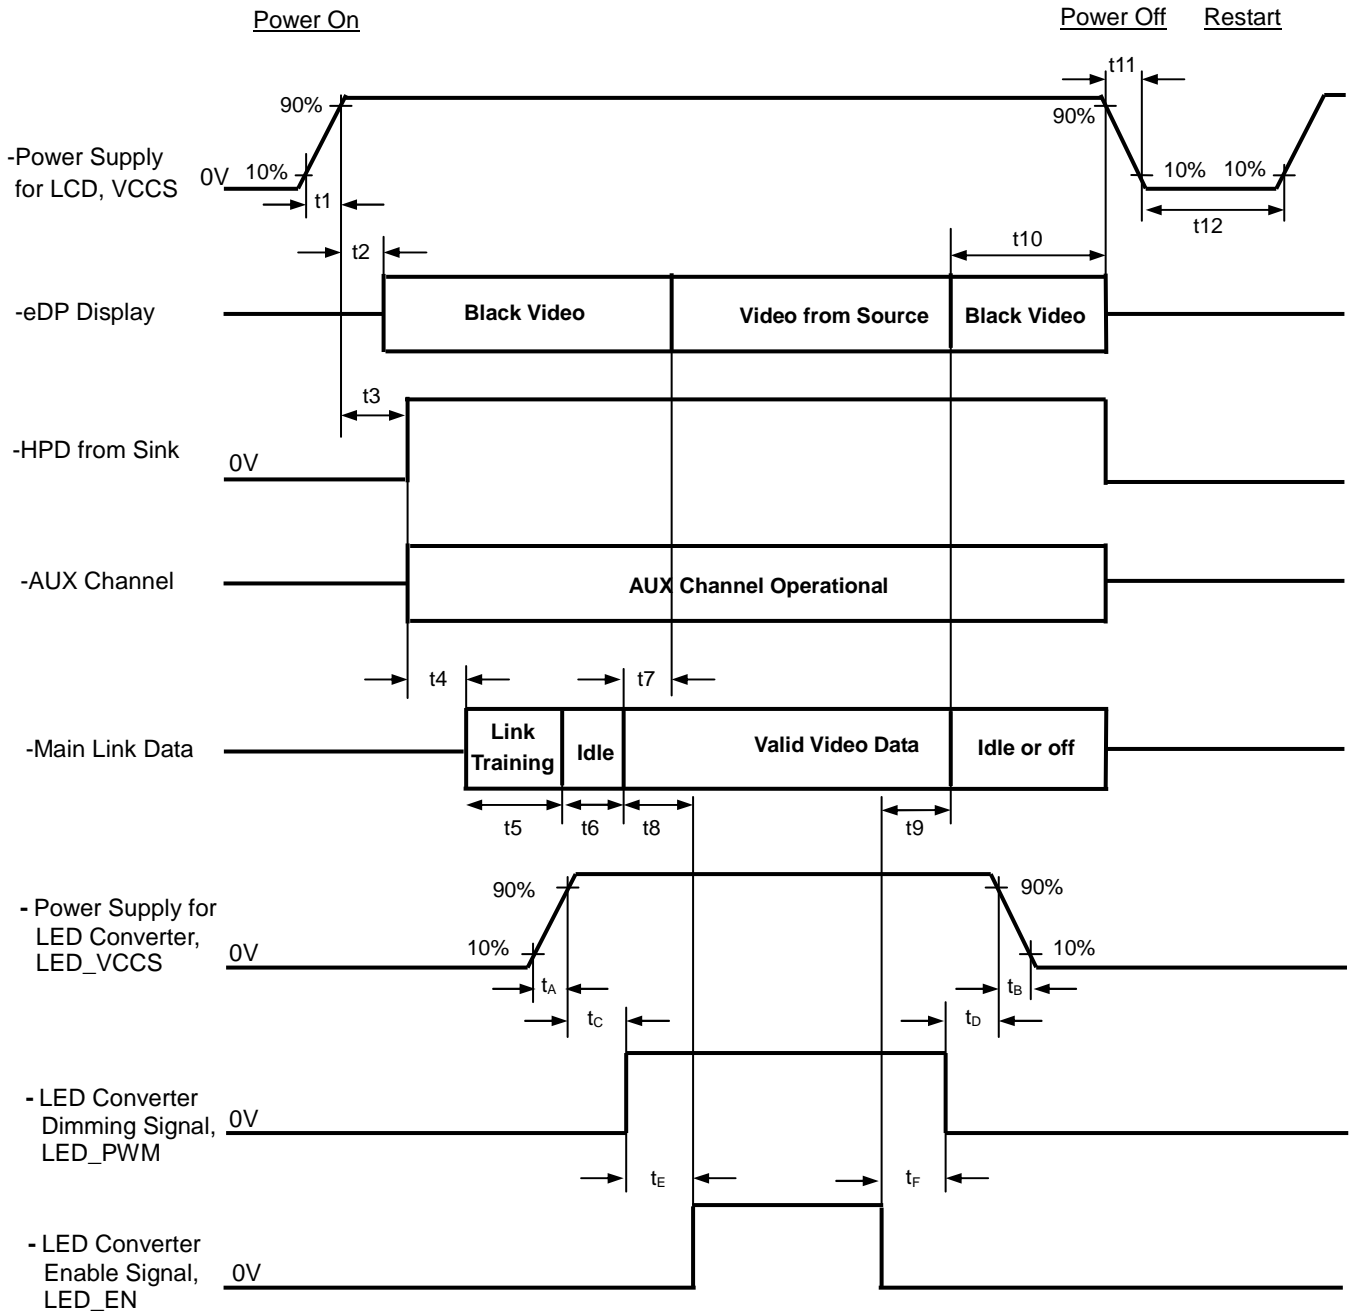 Power On
Power Off
Restart
t11
90%
90%
-Power Supply
for LCD, VCCS
0V
10%
10%
10%
t1
t12
t2
t10
-eDP Display
Black Video
Video from Source
Black Video
t3
-HPD from Sink
0V
-AUX Channel
AUX Channel Operational
t4
t7
-Main Link Data
Link
Training
Idle
Valid Video Data
Idle or off
t5
t6
t8
t9
90%
90%
- Power Supply for
LED Converter,
LED_VCCS
0V
10%
10%
tA
tB
tC
tD
- LED Converter
Dimming Signal,
LED_PWM
0V
tE
tF
- LED Converter
Enable Signal,
LED_EN
0V